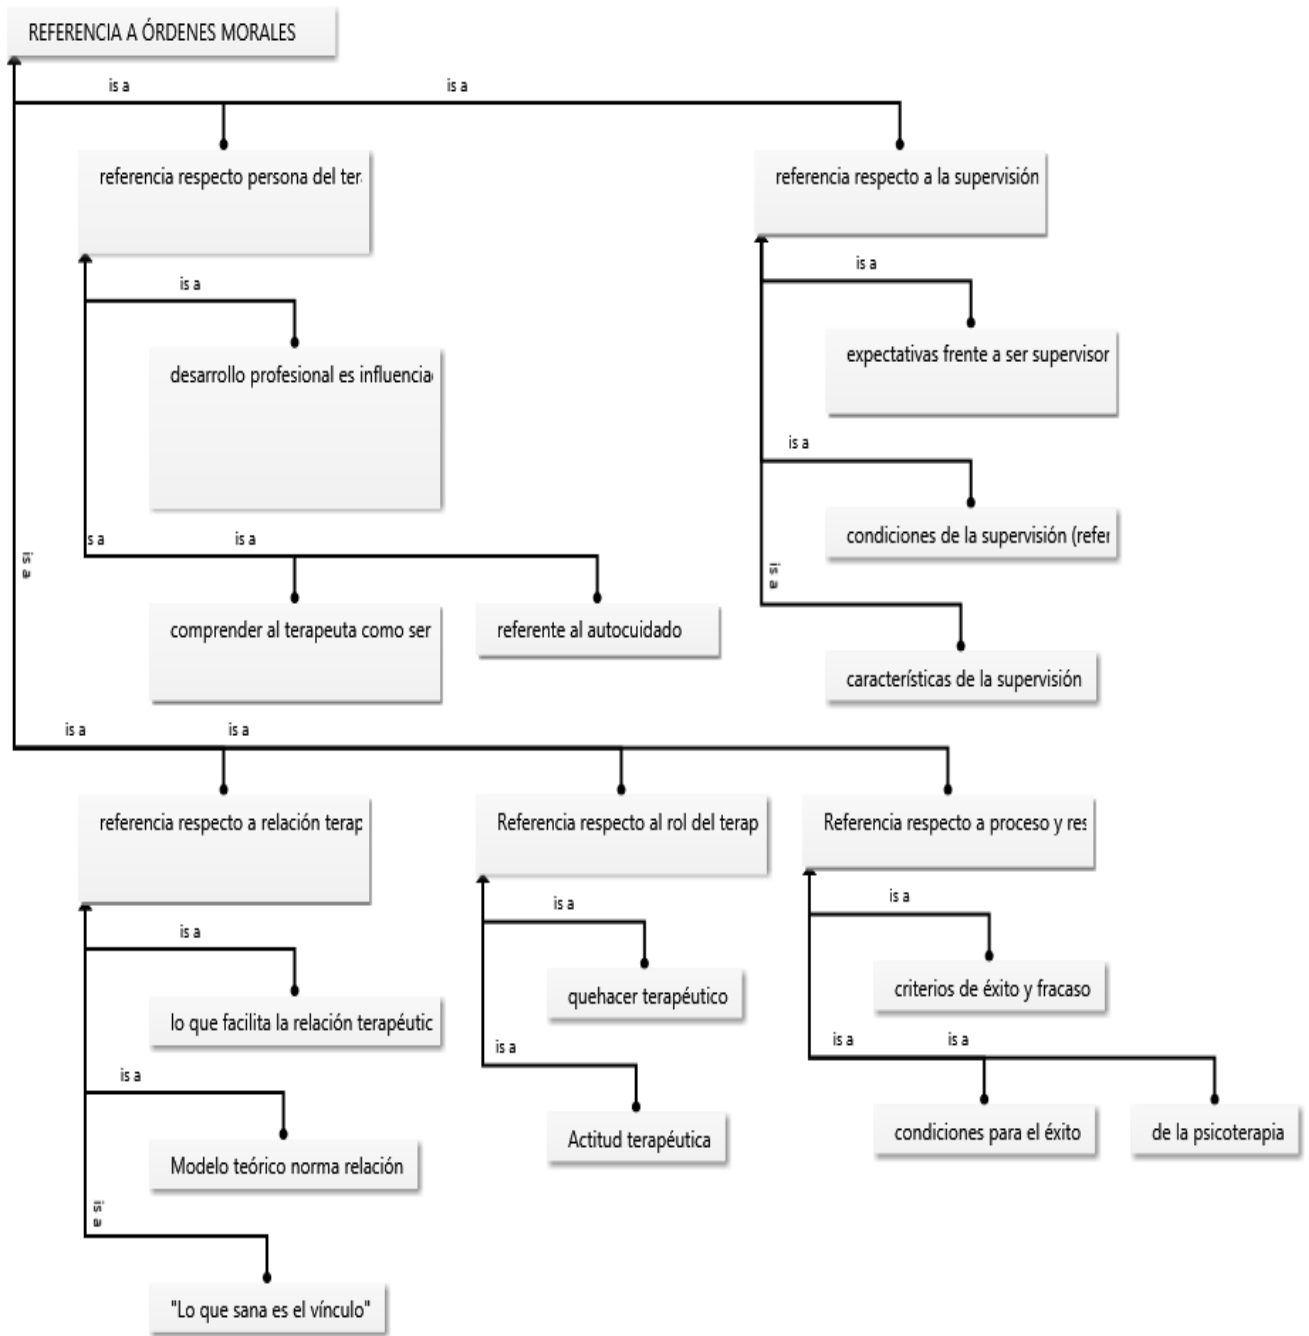 REFERENCIA A ÓRDENES MORALES
is a
is a
referencia respecto persona del ter
referencia respecto a la supervisión
is a
is a
desarrollo profesional es influencia
expectativas frente a ser supervisor
is a
condiciones de la supervisión (refer
is a
s a
is a
is a
comprender al terapeuta como ser
referente al autocuidado
características de la supervisión
is a
is a
referencia respecto a relación terap
Referencia respecto al rol del terap
Referencia respecto a proceso y res
is a
is a
is a
lo que facilita la relación terapéutic
quehacer terapéutico
criterios de éxito y fracaso
is a
is a
is a
is a
Modelo teórico norma relación
Actitud terapéutica
condiciones para el éxito
de la psicoterapia
is a
"Lo que sana es el vínculo"